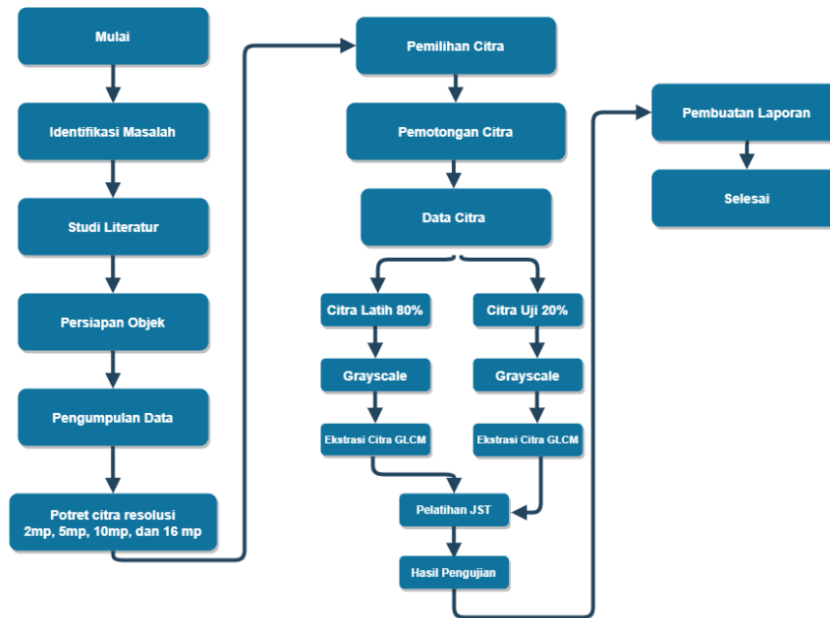 Mulai
Identifikasi Masalah
Studi Literatur
Persiapan Objek
Pengumpulan Data
Potret citra resolusi
2mp, 5mp, 10mp, dan 16 mp
Pemilihan Citra
Pemotongan Citra
Data Citra
Citra Latih 80%
Citra Uji 20%
Grayscale
Grayscale
Ekstrasi Citra GLCM
Ekstrasi Citra GLCM
Pelatihan JST
Hasil Pengujian
Pembuatan Laporan
Selesai